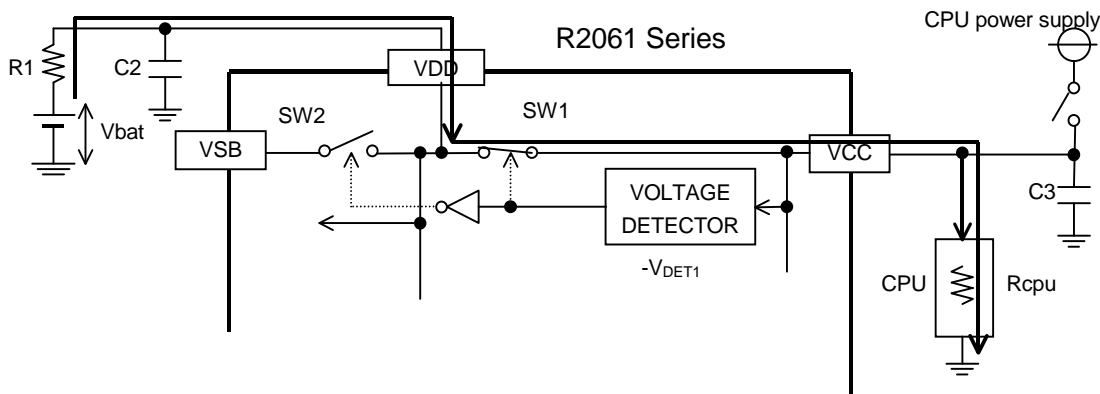 CPU power supply
R2061 Series
R1
C2
VDD
SW1
Vbat
SW2
VSB
VCC
VOLTAGE
DETECTOR
C3
-VDET1
CPU
Rcpu